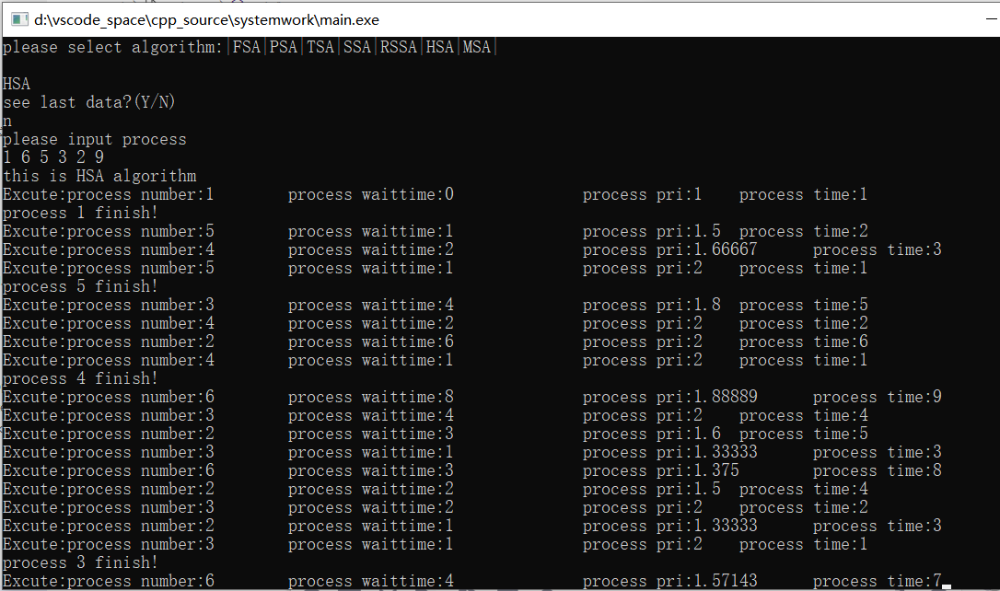 d:\vscode_space\cpp_source\systemwork\main.exe
please select algorithm:|FSA|PSA|TSA|SSA|RSSA|HSA|MSA|
HSA
see last data?(Y/N)
n
please input process
1 6 5 3 2 9
this is HSA algorithm
Excute:process number:1 process waittime:0 process pri:1 process time:1
process 1 finish!
Excute:process number:5 process waittime:1 process pri:1.5 process time:2
Excute:process number:4 process waittime:2 process pri:1.66667 process time:3
Excute:process number:5 process waittime:1 process pri:2 process time:1
process 5 finish!
Excute:process number:3 process waittime:4 process pri:1.8 process time:5
Excute:process number:4 process waittime:2 process pri:2 process time:2
Excute:process number:2 process waittime:6 process pri:2 process time:6
Excute:process number:4 process waittime:1 process pri:2 process time:1
process 4 finish!
Excute:process number:6 process waittime:8 process pri:1.88889 process time:9
Excute:process number:3 process waittime:4 process pri:2 process time:4
Excute:process number:2 process waittime:3 process pri:1.6 process time:5
Excute:process number:3 process waittime:1 process pri:1.33333 process time:3
Excute:process number:6 process waittime:3 process pri:1.375 process time:8
Excute:process number:2 process waittime:2 process pri:1.5 process time:4
Excute:process number:3 process waittime:2 process pri:2 process time:2
Excute:process number:2 process waittime:1 process pri:1.33333 process time:3
Excute:process number:3 process waittime:1 process pri:2 process time:1
process 3 finish!
Excute:process number:6 process waittime:4 process pri:1.57143 process time:7